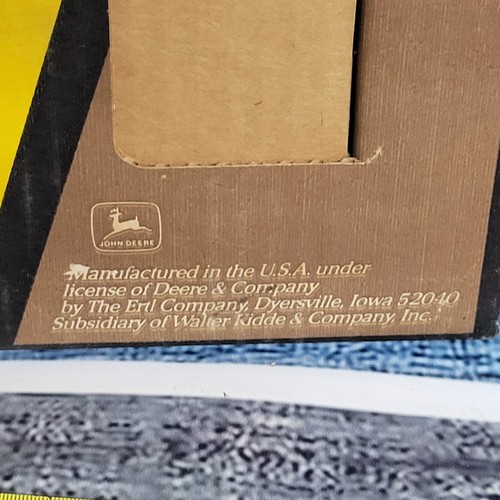 JOHN DEERE
Manufactured in the U.S.A. under
license of Deere & Company
by The Ertl Company, Dyersville, Iowa 52040
Subsidiary of Walter Kidde & Company, Inc.